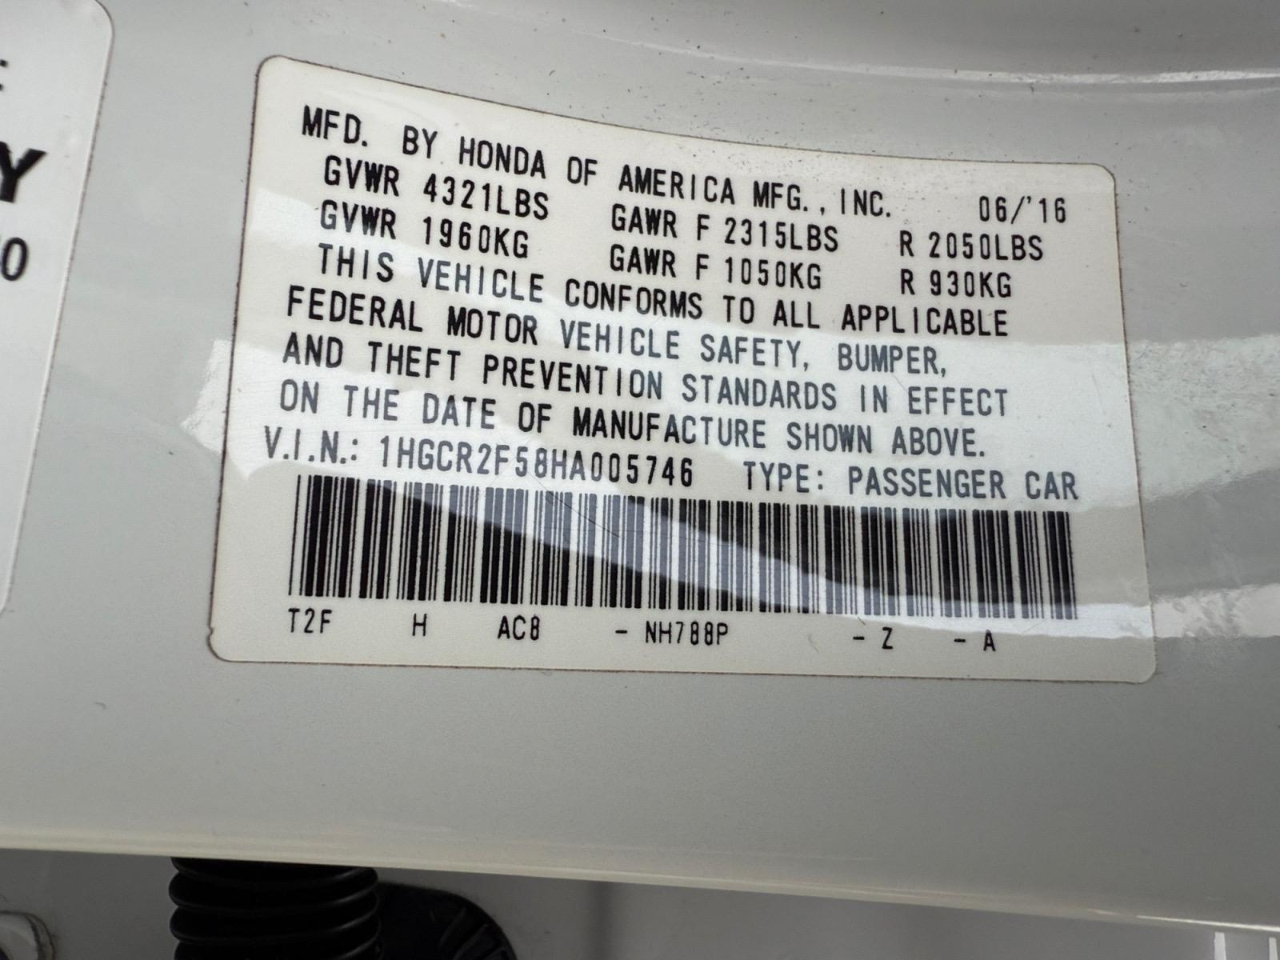 Y
0
MFD. BY HONDA OF AMERICA MFG., INC. 06/'16
GVWR 4321LBS GAWR F 2315LBS R 2050LBS
GVWR 1960KG GAWR F 1050KG R 930KG
THIS VEHICLE CONFORMS TO ALL APPLICABLE
FEDERAL MOTOR VEHICLE SAFETY, BUMPER,
AND THEFT PREVENTION STANDARDS IN EFFECT
ON THE DATE OF MANUFACTURE SHOWN ABOVE.
V.I.N.: 1HGCR2F58HA005746 TYPE: PASSENGER CAR
T2F H AC8 - NH788P - Z - A